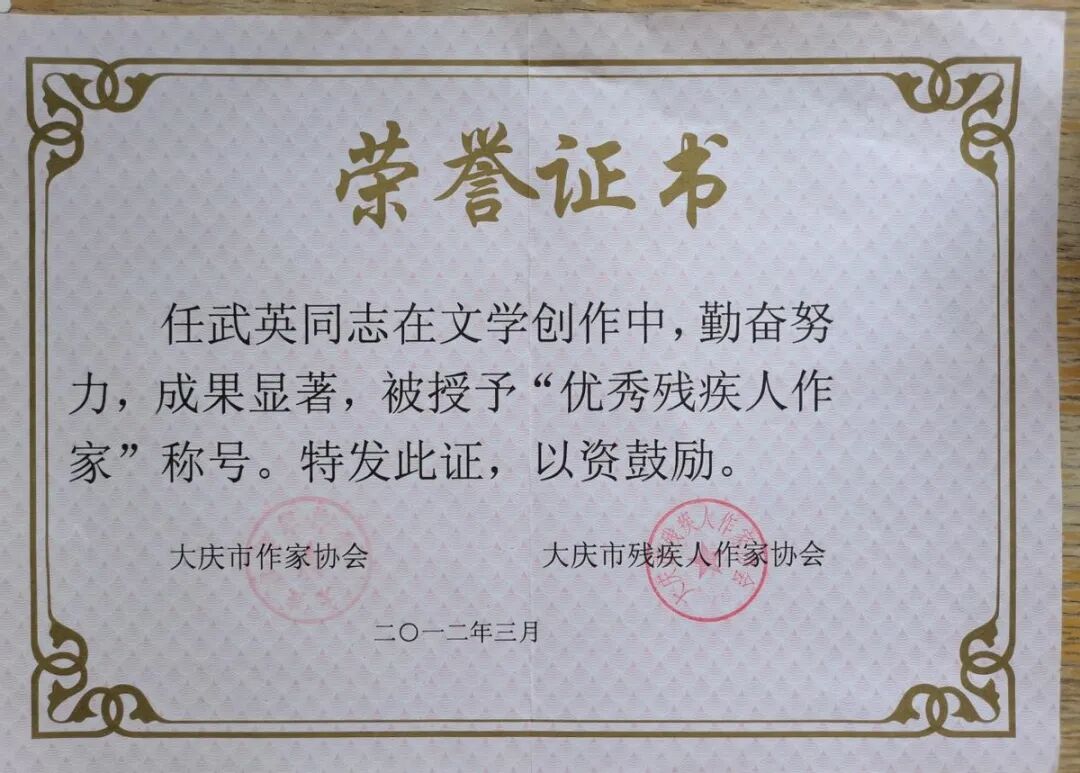 荣誉证书
任武英同志在文学创作中，勤奋努
力，成果显著，被授予“优秀残疾人作
家”称号。特发此证，以资鼓励。
大庆市作家协会
大庆市残疾人作家协会
二〇一二年三月